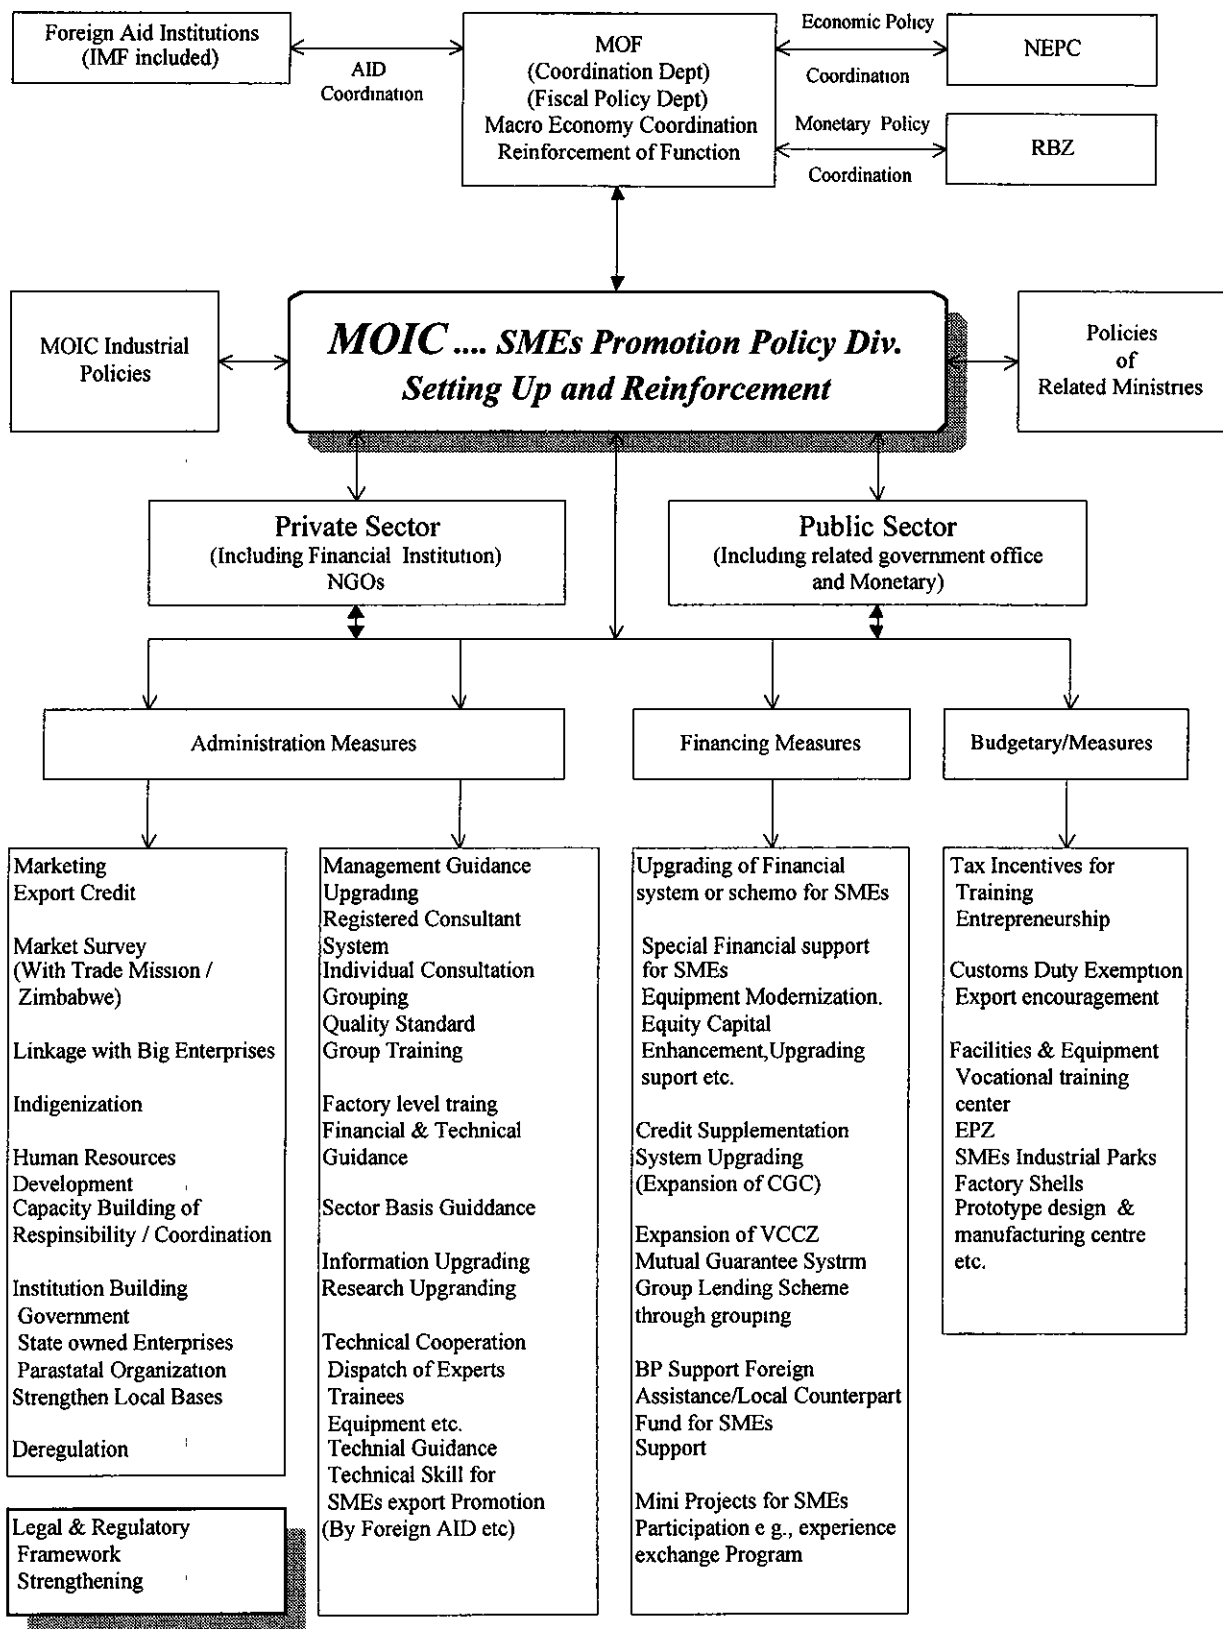 Foreign Aid Institutions
(IMF included)
AID
Coordination
MOF
(Coordination Dept)
(Fiscal Policy Dept)
Macro Economy Coordination
Reinforcement of Function
Economic Policy
Coordination
NEPC
Monetary Policy
Coordination
RBZ
MOIC Industrial
Policies
MOIC .... SMEs Promotion Policy Div.
Setting Up and Reinforcement
Policies
of
Related Ministries
Private Sector
(Including Financial Institution)
NGOs
Public Sector
(Including related government office
and Monetary)
Administration Measures
Financing Measures
Budgetary/Measures
Marketing
Export Credit
Market Survey
(With Trade Mission /
Zimbabwe)
Linkage with Big Enterprises
Indigenization
Human Resources
Development
Capacity Building of
Respinsibility / Coordination
Institution Building
Government
State owned Enterprises
Parastatal Organization
Strengthen Local Bases
Deregulation
Legal & Regulatory
Framework
Strengthening
Management Guidance
Upgrading
Registered Consultant
System
Individual Consultation
Grouping
Quality Standard
Group Training
Factory level traing
Financial & Technical
Guidance
Sector Basis Guiddance
Information Upgrading
Research Upgranding
Technical Cooperation
Dispatch of Experts
Trainees
Equipment etc.
Technial Guidance
Technical Skill for
SMEs export Promotion
(By Foreign AID etc)
Upgrading of Financial
system or schemo for SMEs
Special Financial support
for SMEs
Equipment Modernization.
Equity Capital
Enhancement,Upgrading
suport etc.
Credit Supplementation
System Upgrading
(Expansion of CGC)
Expansion of VCCZ
Mutual Guarantee Systrm
Group Lending Scheme
through grouping
BP Support Foreign
Assistance/Local Counterpart
Fund for SMEs
Support
Mini Projects for SMEs
Participation e g., experience
exchange Program
Tax Incentives for
Training
Entrepreneurship
Customs Duty Exemption
Export encouragement
Facilities & Equipment
Vocational training
center
EPZ
SMEs Industrial Parks
Factory Shells
Prototype design &
manufacturing centre
etc.